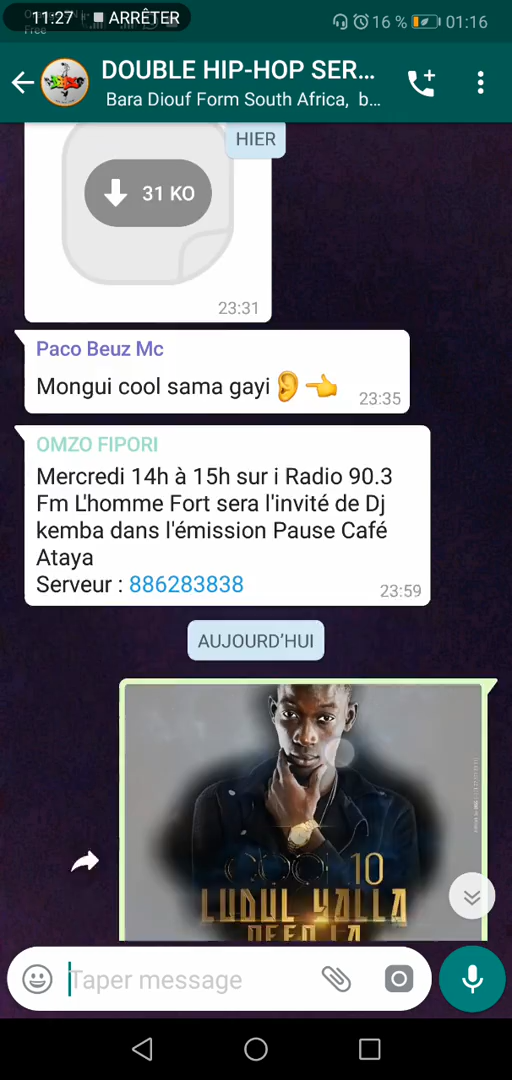 11:27 ARRÊTER
Free
16 % 01:16
DOUBLE HIP-HOP SER...
Bara Diouf Form South Africa, b...
HIER
31 KO
23:31
Paco Beuz Mc
Mongui cool sama gayi 👂👈
23:35
OMZO FIPORI
Mercredi 14h à 15h sur i Radio 90.3
Fm L'homme Fort sera l'invité de Dj
kemba dans l'émission Pause Café
Ataya
Serveur : 886283838
23:59
AUJOURD'HUI
10
LUDUL YALLA
DEFN LA
Taper message